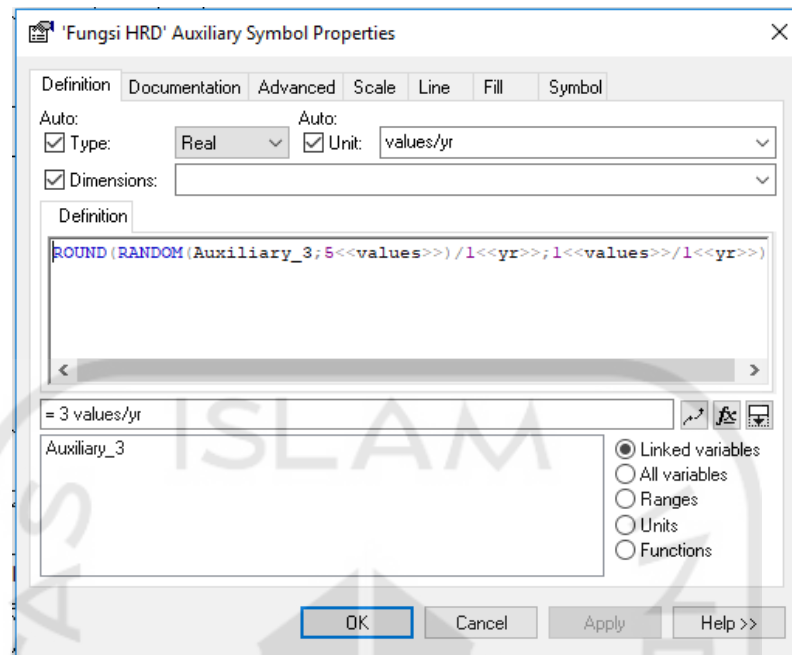 'Fungsi HRD' Auxiliary Symbol Properties
Definition Documentation Advanced Scale Line Fill Symbol
Auto: Auto:
Type: Real Unit: values/yr
Dimensions:
Definition
ROUND(RANDOM(Auxiliary_3;5<<values>>)/1<<yr>>;1<<values>>/1<<yr>>)
= 3 values/yr
Auxiliary_3
Linked variables
All variables
Ranges
Units
Functions
OK Cancel Apply Help >>
ISLAM